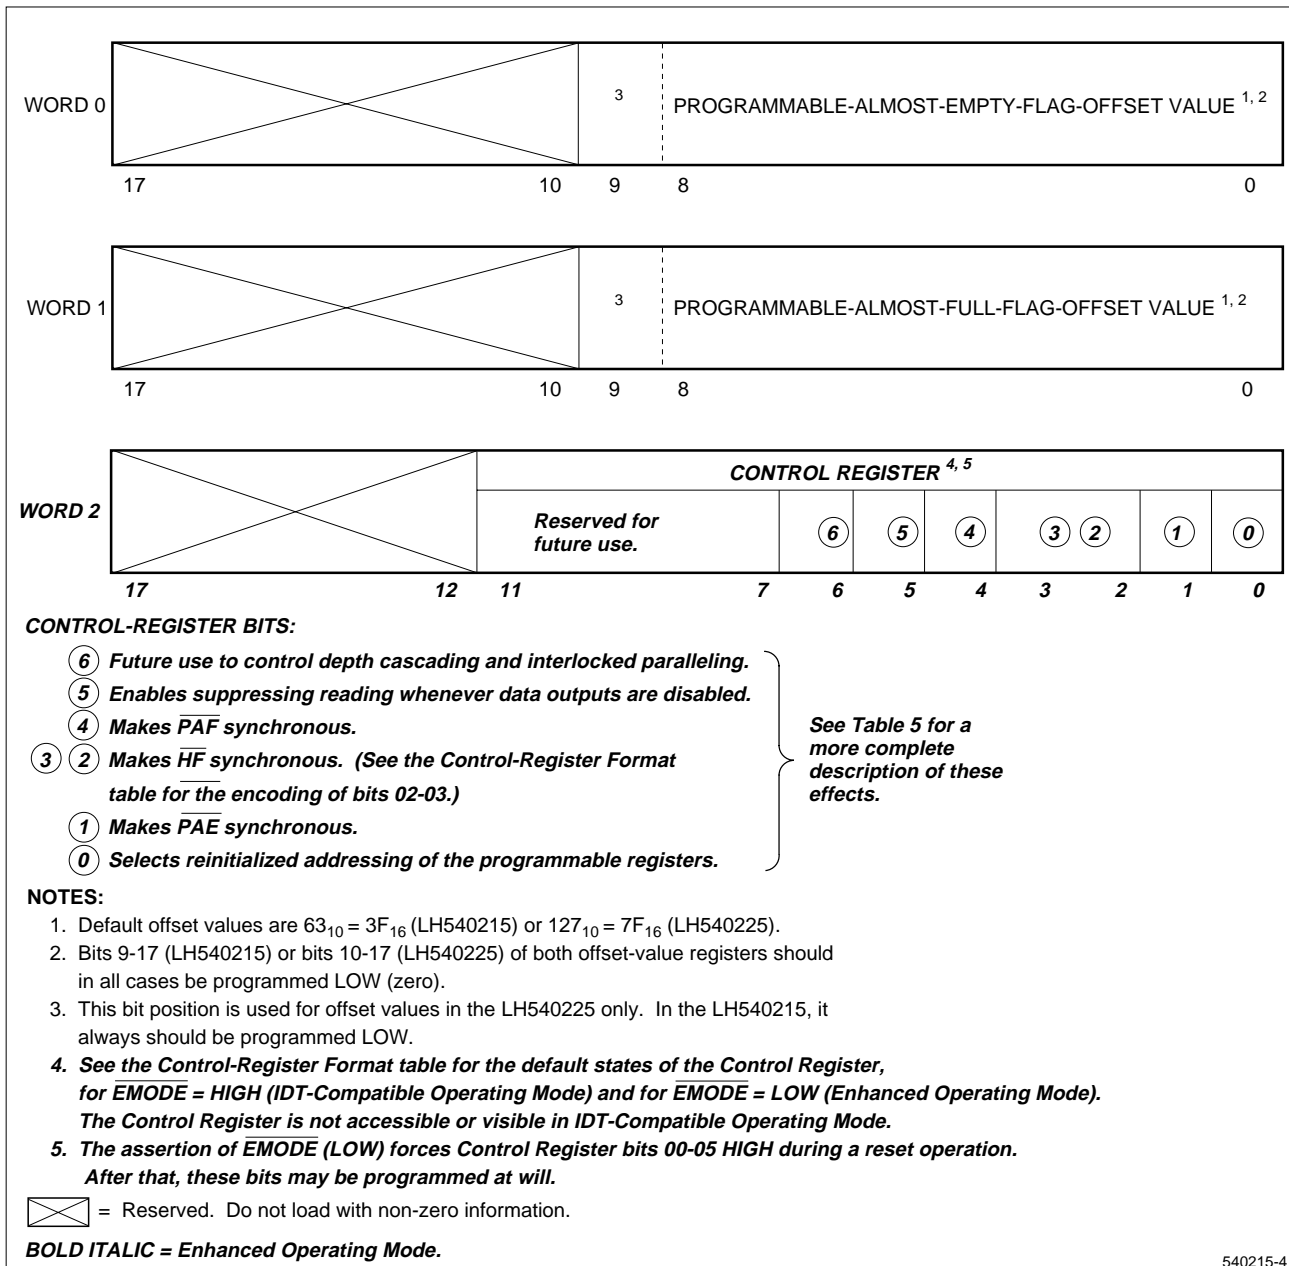 WORD 0
3
PROGRAMMABLE-ALMOST-EMPTY-FLAG-OFFSET VALUE 1, 2
17 10 9 8 0
WORD 1
3
PROGRAMMABLE-ALMOST-FULL-FLAG-OFFSET VALUE 1, 2
17 10 9 8 0
CONTROL REGISTER 4, 5
WORD 2
Reserved for
future use.
6 5 4 3 2 1 0
17 12 11 7 6 5 4 3 2 1 0
CONTROL-REGISTER BITS:
6 Future use to control depth cascading and interlocked paralleling.
5 Enables suppressing reading whenever data outputs are disabled.
4 Makes P̅A̅F̅ synchronous.
3 2 Makes H̅F̅ synchronous. (See the Control-Register Format
table for the encoding of bits 02-03.)
1 Makes P̅A̅E̅ synchronous.
0 Selects reinitialized addressing of the programmable registers.
See Table 5 for a
more complete
description of these
effects.
NOTES:
1. Default offset values are 63₁₀ = 3F₁₆ (LH540215) or 127₁₀ = 7F₁₆ (LH540225).
2. Bits 9-17 (LH540215) or bits 10-17 (LH540225) of both offset-value registers should
in all cases be programmed LOW (zero).
3. This bit position is used for offset values in the LH540225 only. In the LH540215, it
always should be programmed LOW.
4. See the Control-Register Format table for the default states of the Control Register,
for E̅M̅O̅D̅E̅ = HIGH (IDT-Compatible Operating Mode) and for E̅M̅O̅D̅E̅ = LOW (Enhanced Operating Mode).
The Control Register is not accessible or visible in IDT-Compatible Operating Mode.
5. The assertion of E̅M̅O̅D̅E̅ (LOW) forces Control Register bits 00-05 HIGH during a reset operation.
After that, these bits may be programmed at will.
= Reserved. Do not load with non-zero information.
BOLD ITALIC = Enhanced Operating Mode.
540215-4